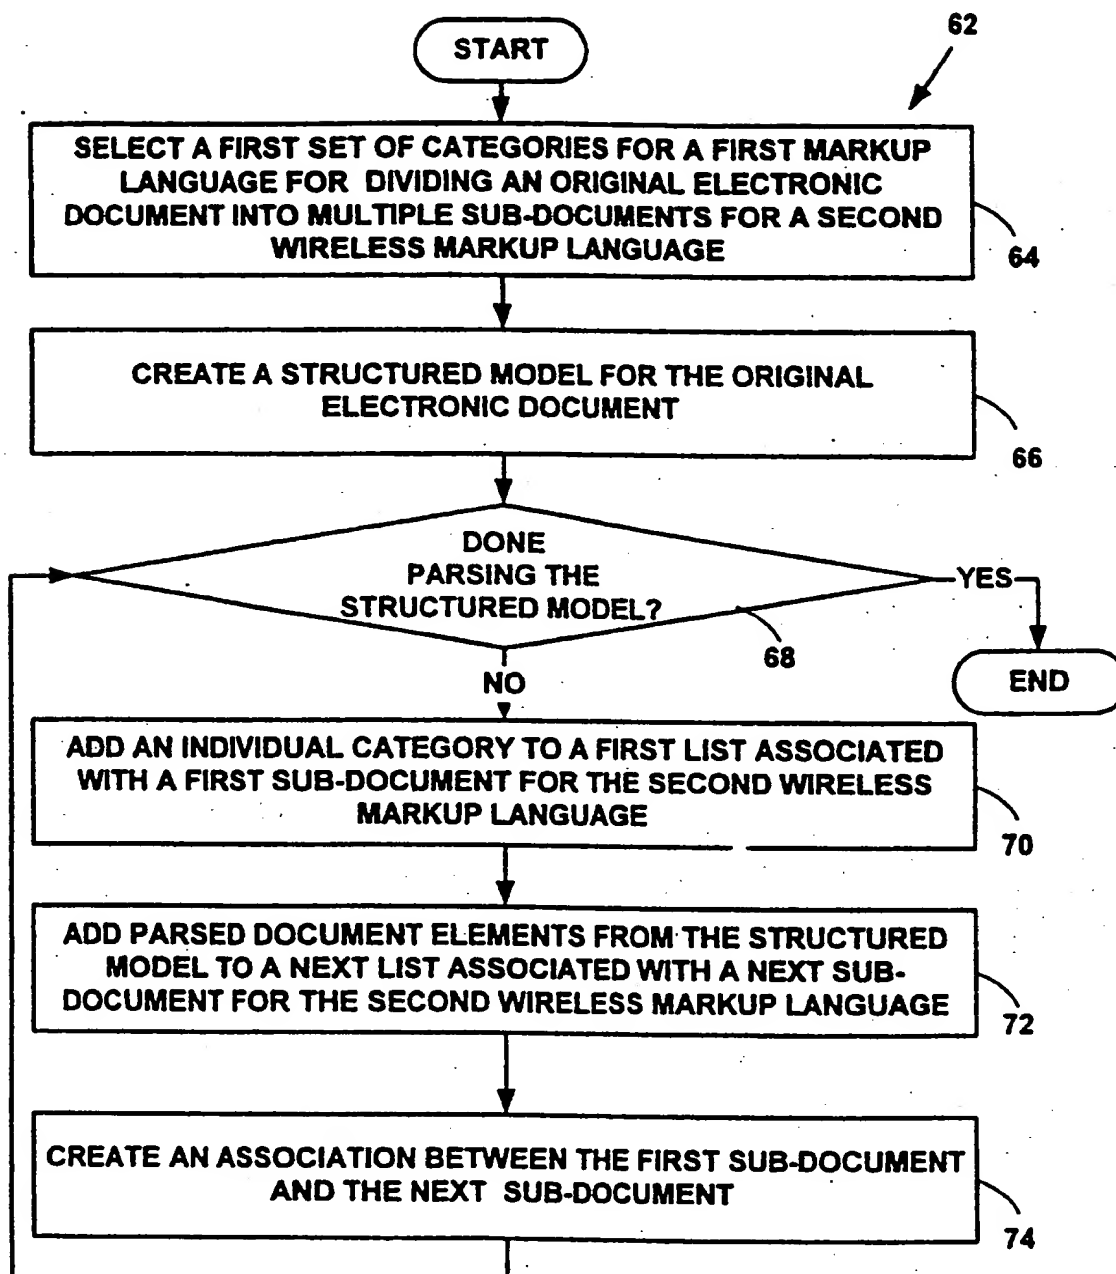 62
START
SELECT A FIRST SET OF CATEGORIES FOR A FIRST MARKUP
LANGUAGE FOR DIVIDING AN ORIGINAL ELECTRONIC
DOCUMENT INTO MULTIPLE SUB-DOCUMENTS FOR A SECOND
WIRELESS MARKUP LANGUAGE
64
CREATE A STRUCTURED MODEL FOR THE ORIGINAL
ELECTRONIC DOCUMENT
66
DONE
PARSING THE
STRUCTURED MODEL?
YES
68
END
NO
ADD AN INDIVIDUAL CATEGORY TO A FIRST LIST ASSOCIATED
WITH A FIRST SUB-DOCUMENT FOR THE SECOND WIRELESS
MARKUP LANGUAGE
70
ADD PARSED DOCUMENT ELEMENTS FROM THE STRUCTURED
MODEL TO A NEXT LIST ASSOCIATED WITH A NEXT SUB-
DOCUMENT FOR THE SECOND WIRELESS MARKUP LANGUAGE
72
CREATE AN ASSOCIATION BETWEEN THE FIRST SUB-DOCUMENT
AND THE NEXT SUB-DOCUMENT
74